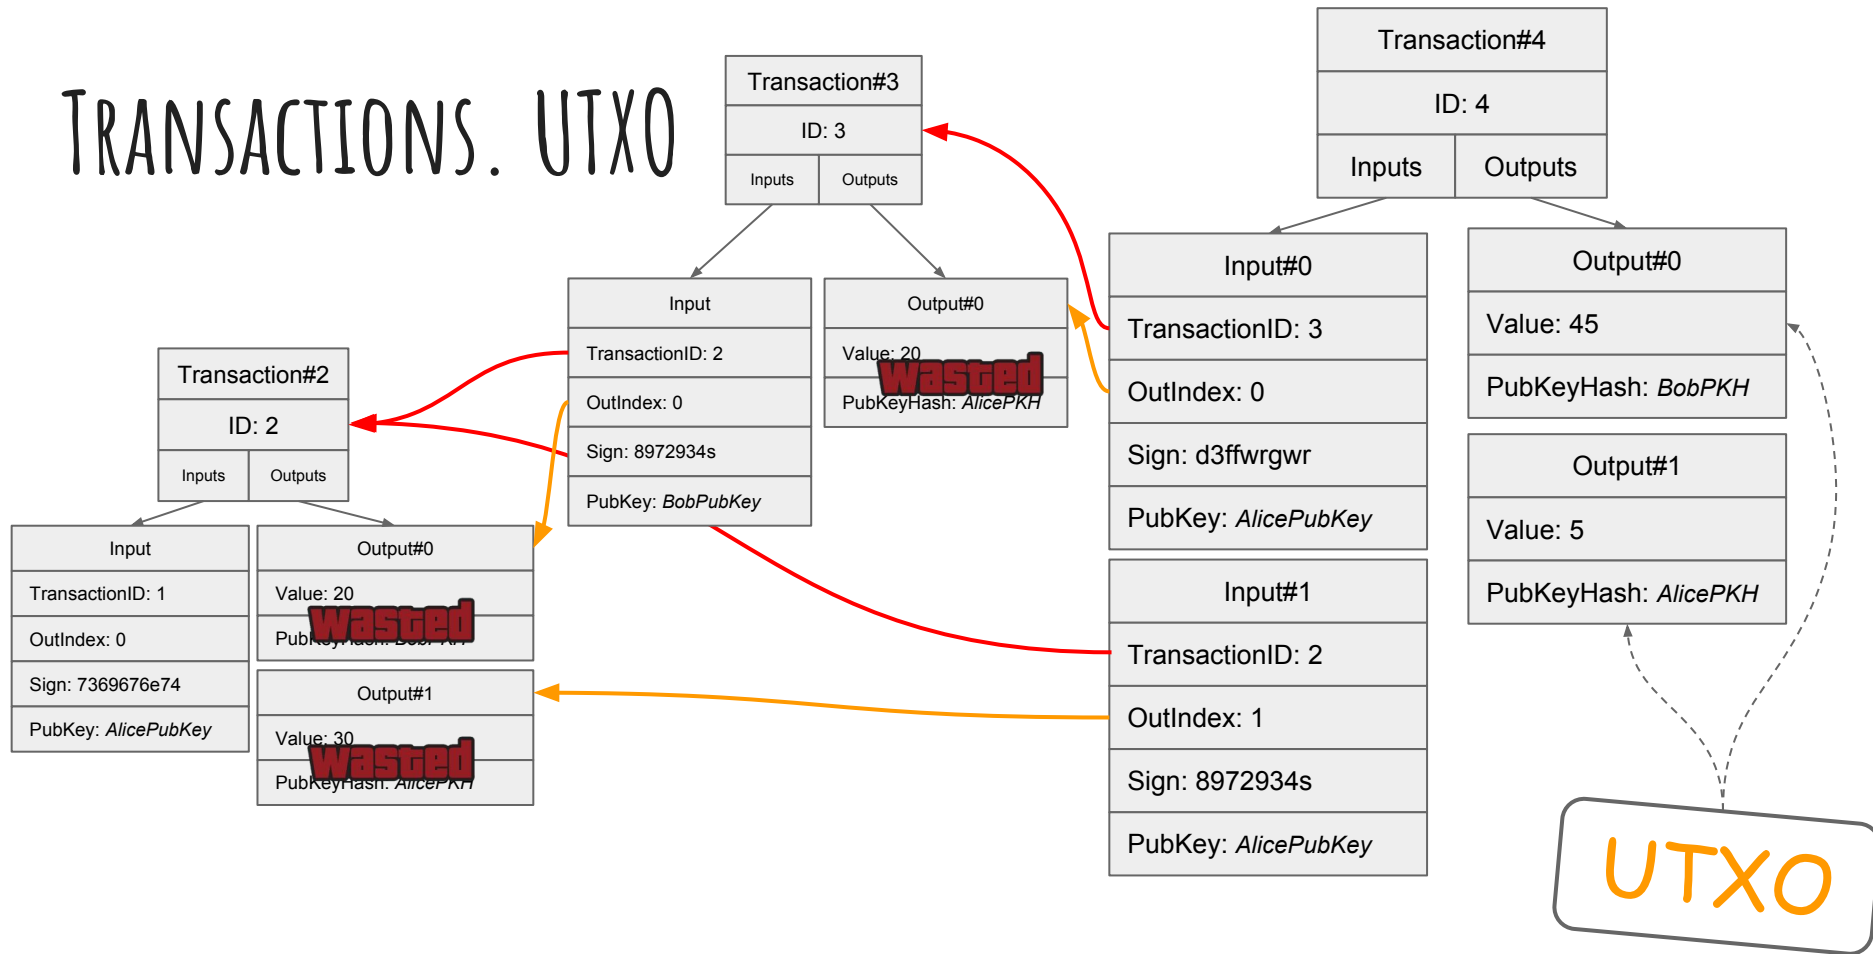 TRANSACTIONS. UTXO
Transaction#3
ID: 3
Inputs
Outputs
Input
TransactionID: 2
OutIndex: 0
Sign: 8972934s
PubKey: BobPubKey
Output#0
Value: 20
Wasted
PubKeyHash: AlicePKH
Transaction#2
ID: 2
Inputs
Outputs
Input
TransactionID: 1
OutIndex: 0
Sign: 7369676e74
PubKey: AlicePubKey
Output#0
Value: 20
Wasted
PubKeyHash: BobPKH
Output#1
Value: 30
Wasted
PubKeyHash: AlicePKH
Transaction#4
ID: 4
Inputs
Outputs
Input#0
TransactionID: 3
OutIndex: 0
Sign: d3ffwrgwr
PubKey: AlicePubKey
Input#1
TransactionID: 2
OutIndex: 1
Sign: 8972934s
PubKey: AlicePubKey
Output#0
Value: 45
PubKeyHash: BobPKH
Output#1
Value: 5
PubKeyHash: AlicePKH
UTXO